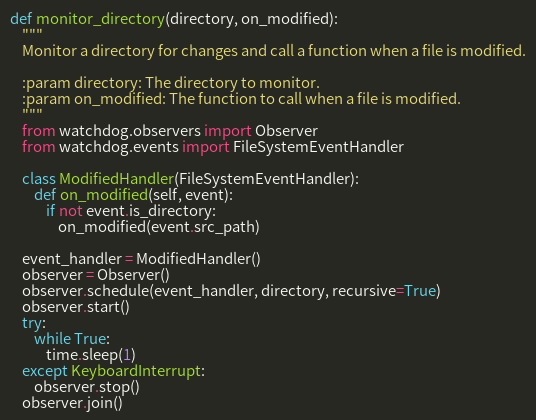 def monitor_directory(directory, on_modified):
    """
    Monitor a directory for changes and call a function when a file is modified.

    :param directory: The directory to monitor.
    :param on_modified: The function to call when a file is modified.
    """
    from watchdog.observers import Observer
    from watchdog.events import FileSystemEventHandler

    class ModifiedHandler(FileSystemEventHandler):
        def on_modified(self, event):
            if not event.is_directory:
                on_modified(event.src_path)

    event_handler = ModifiedHandler()
    observer = Observer()
    observer.schedule(event_handler, directory, recursive=True)
    observer.start()
    try:
        while True:
            time.sleep(1)
    except KeyboardInterrupt:
        observer.stop()
    observer.join()